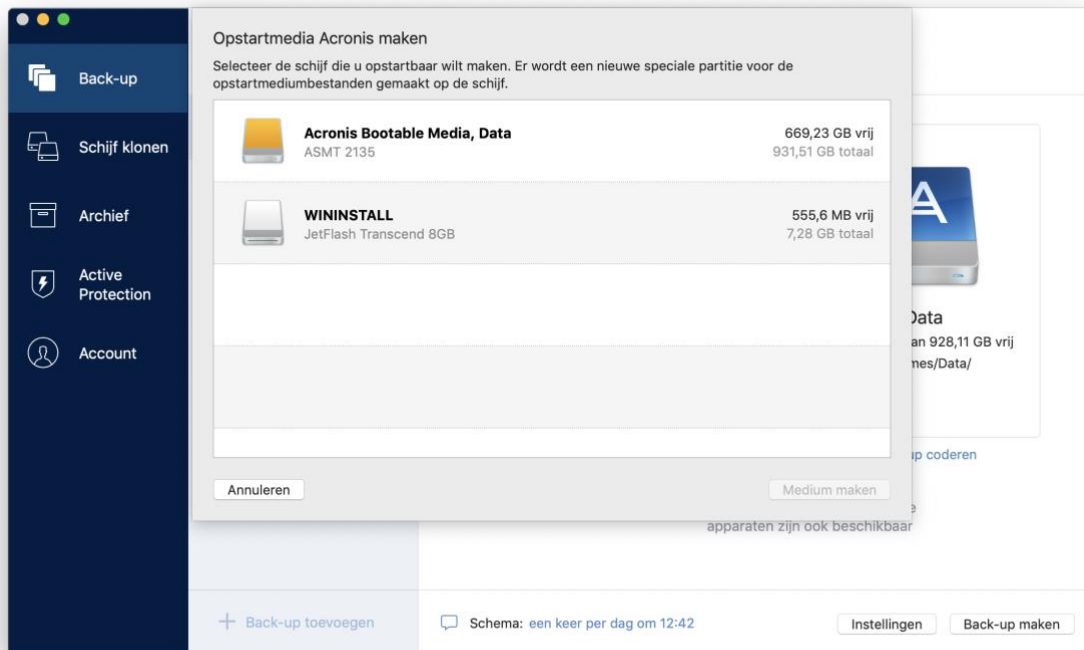 Opstartmedia Acronis maken
Selecteer de schijf die u opstartbaar wilt maken. Er wordt een nieuwe speciale partitie voor de
opstartmediumbestanden gemaakt op de schijf.
Acronis Bootable Media, Data
ASMT 2135
669,23 GB vrij
931,51 GB totaal
WININSTALL
JetFlash Transcend 8GB
555,6 MB vrij
7,28 GB totaal
Annuleren
Medium maken
Back-up
Schijf klonen
Archief
Active
Protection
Account
A
Data
an 928,11 GB vrij
mes/Data/
up coderen
e
apparaten zijn ook beschikbaar
Back-up toevoegen
Schema: een keer per dag om 12:42
Instellingen
Back-up maken